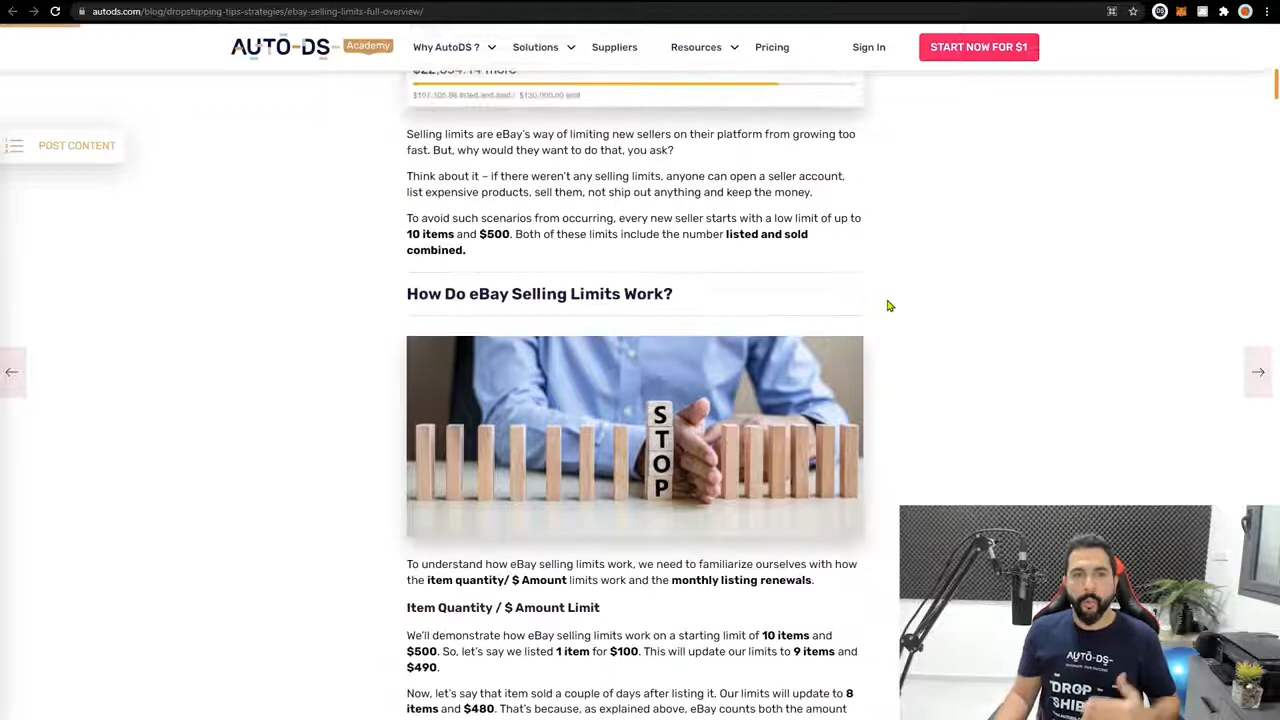 autods.com/blog/dropshipping-tips-strategies/ebay-selling-limits-full-overview/
AUTO-DS- Academy Why AutoDS ? Solutions Suppliers Resources Pricing Sign In START NOW FOR $1
POST CONTENT
Selling limits are eBay's way of limiting new sellers on their platform from growing too
fast. But, why would they want to do that, you ask?
Think about it – if there weren't any selling limits, anyone can open a seller account,
list expensive products, sell them, not ship out anything and keep the money.
To avoid such scenarios from occurring, every new seller starts with a low limit of up to
10 items and $500. Both of these limits include the number listed and sold
combined.
How Do eBay Selling Limits Work?
STOP
To understand how eBay selling limits work, we need to familiarize ourselves with how
the item quantity/ $ Amount limits work and the monthly listing renewals.
Item Quantity / $ Amount Limit
We'll demonstrate how eBay selling limits work on a starting limit of 10 items and
$500. So, let's say we listed 1 item for $100. This will update our limits to 9 items and
$490.
Now, let's say that item sold a couple of days after listing it. Our limits will update to 8
items and $480. That's because, as explained above, eBay counts both the amount
AUTO-DS-
DROP
SHIP